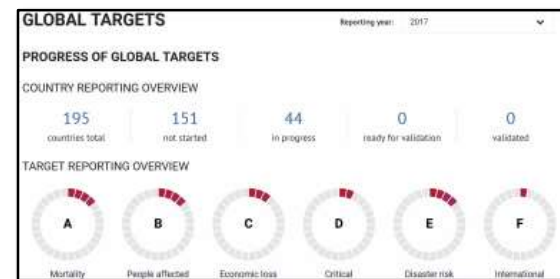 GLOBAL TARGETS
Reporting year: 2017
PROGRESS OF GLOBAL TARGETS
COUNTRY REPORTING OVERVIEW
195 151 44 0 0
countries total not started in progress ready for validation validated
TARGET REPORTING OVERVIEW
A B C D E F
Mortality People affected Economic loss Critical Disaster risk International